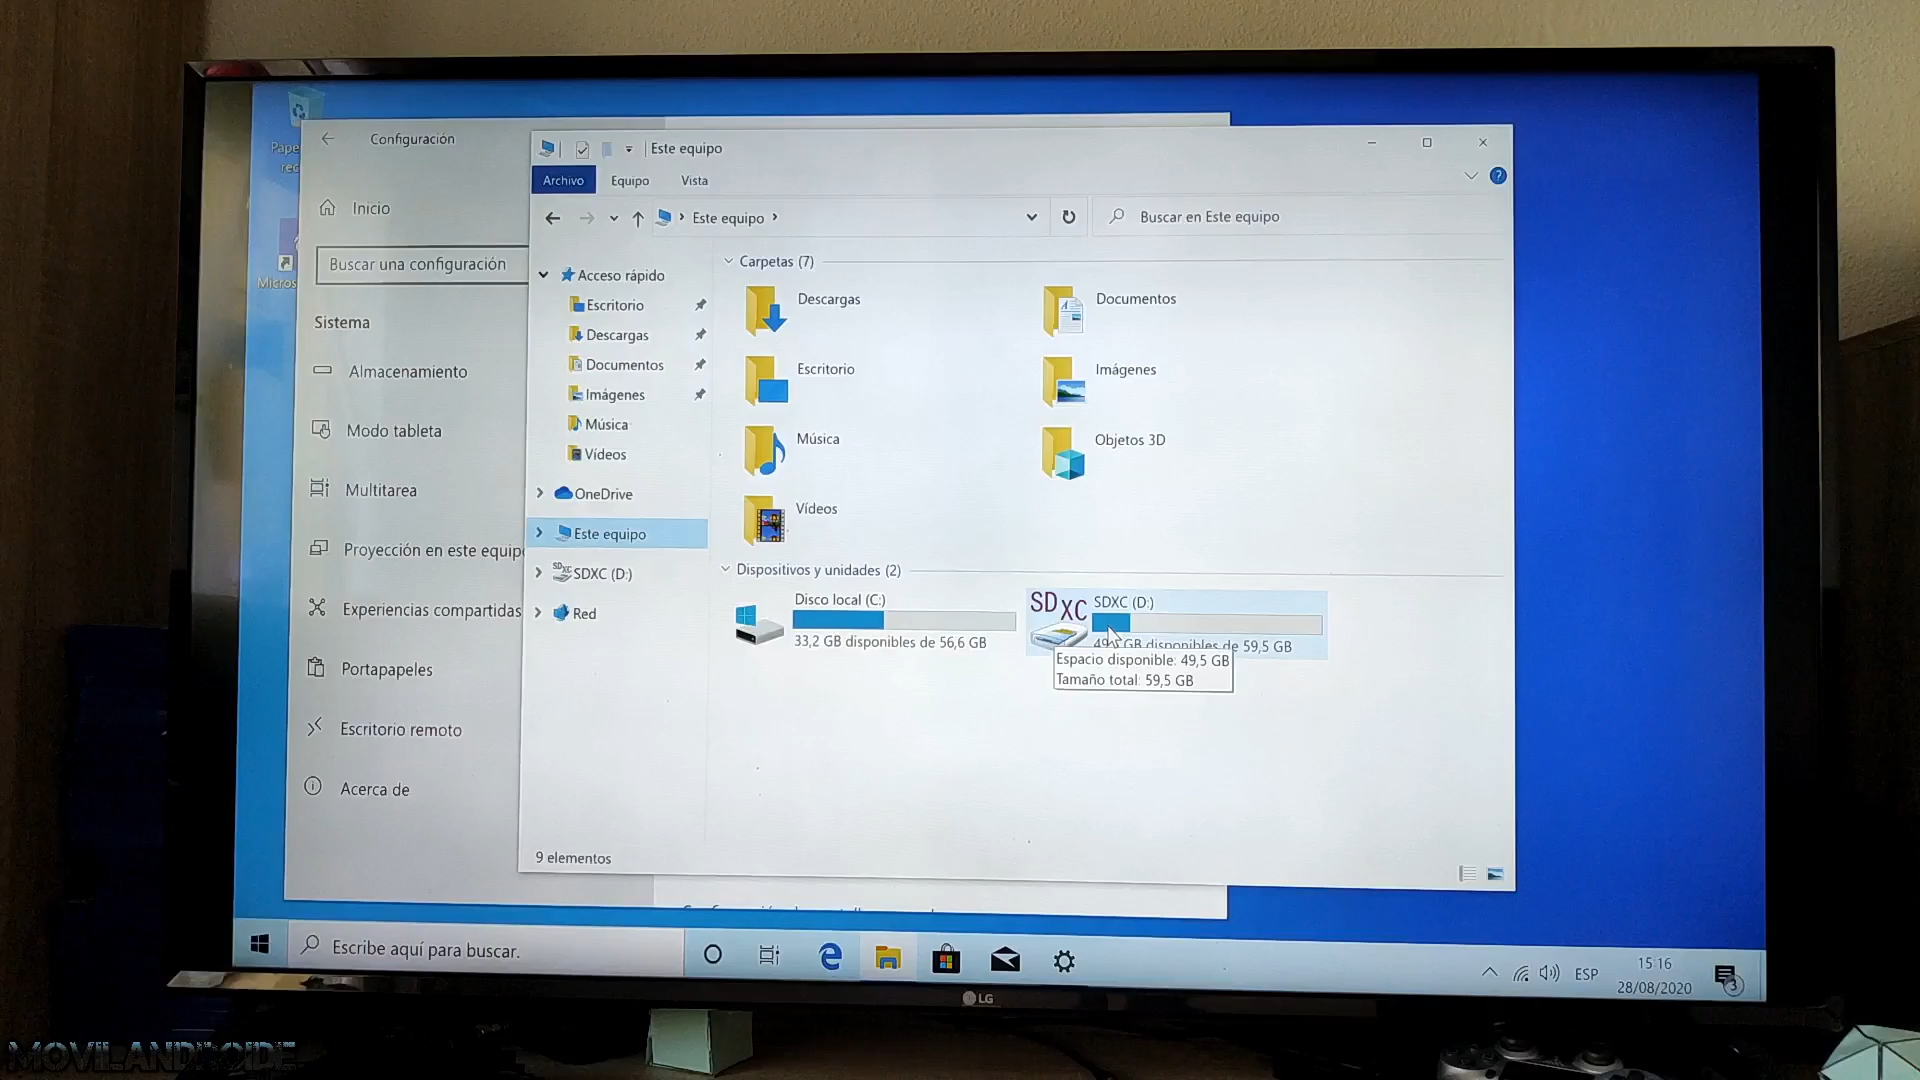 Configuración
Inicio
Buscar una configuración
Sistema
Almacenamiento
Modo tableta
Multitarea
Proyección en este equipo
Experiencias compartidas
Portapapeles
Escritorio remoto
Acerca de
Este equipo
Archivo
Equipo
Vista
Este equipo
Buscar en Este equipo
Acceso rápido
Escritorio
Descargas
Documentos
Imágenes
Música
Vídeos
OneDrive
Este equipo
SDXC (D:)
Red
Carpetas (7)
Descargas
Documentos
Escritorio
Imágenes
Música
Objetos 3D
Vídeos
Dispositivos y unidades (2)
Disco local (C:)
33,2 GB disponibles de 56,6 GB
SDXC
SDXC (D:)
49,5 GB disponibles de 59,5 GB
Espacio disponible: 49,5 GB
Tamaño total: 59,5 GB
9 elementos
Escribe aquí para buscar.
ESP
15:16
28/08/2020
3
LG
MOVILANDROIDE